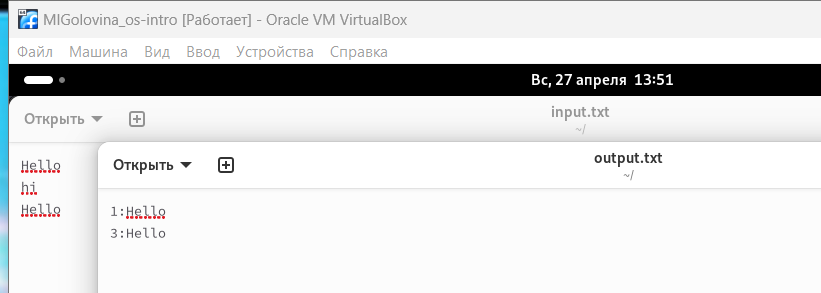 MIGolovina_os-intro [Работает] - Oracle VM VirtualBox
Файл Машина Вид Ввод Устройства Справка
Вс, 27 апреля 13:51
Открыть input.txt
~/
Hello
hi
Hello
Открыть output.txt
~/
1:Hello
3:Hello